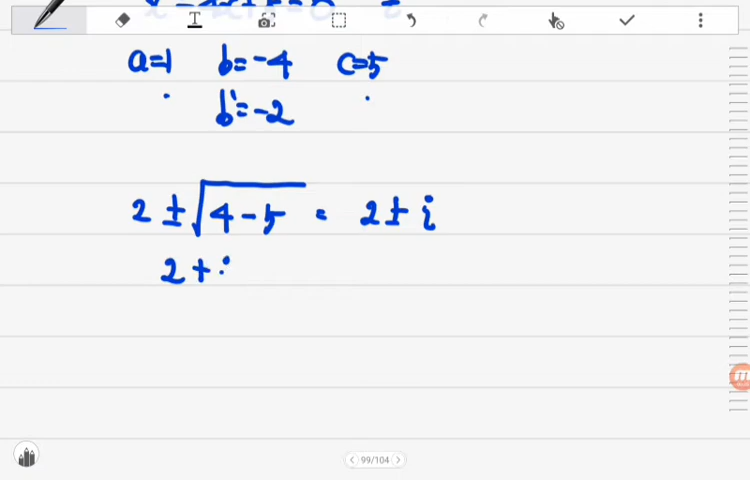 a=1 b=-4 c=5
b'=-2
2 ± √4-5 = 2 ± i
2 + i
99/104